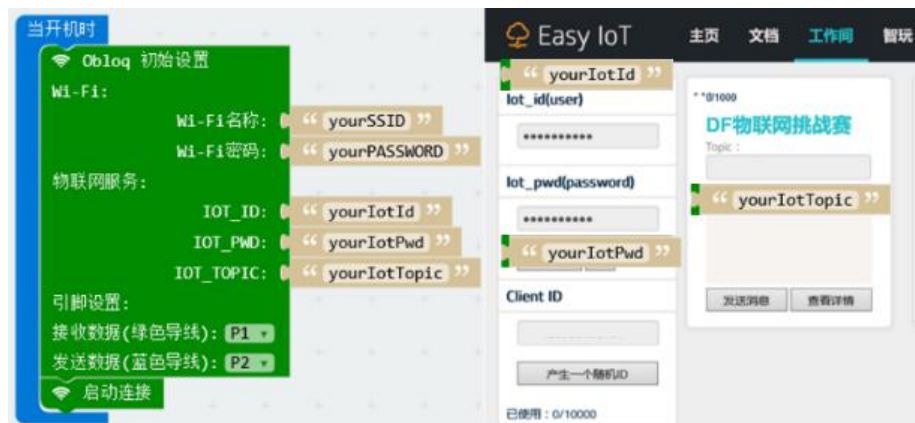 当开机时
Obloq 初始设置
Wi-Fi:
Wi-Fi名称: “ yourSSID ”
Wi-Fi密码: “ yourPASSWORD ”
物联网服务:
IOT_ID: “ yourIotId ”
IOT_PWD: “ yourIotPwd ”
IOT_TOPIC: “ yourIotTopic ”
引脚设置:
接收数据(绿色导线): P1
发送数据(蓝色导线): P2
启动连接
Easy IoT
主页 文档 工作间 智玩
“ yourIotId ”
Iot_id(user)
**********
Iot_pwd(password)
**********
“ yourIotPwd ”
Client ID
产生一个随机ID
已使用：0/10000
0/1000
DF物联网挑战赛
Topic :
“ yourIotTopic ”
发送消息 查看详情